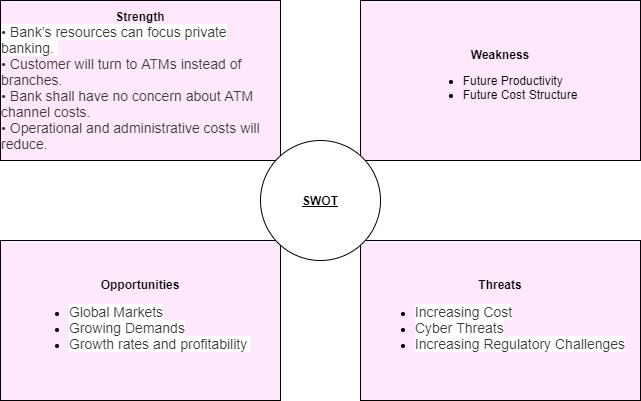 Strength
• Bank’s resources can focus private
banking.
• Customer will turn to ATMs instead of
branches.
• Bank shall have no concern about ATM
channel costs.
• Operational and administrative costs will
reduce.
Weakness
• Future Productivity
• Future Cost Structure
SWOT
Opportunities
• Global Markets
• Growing Demands
• Growth rates and profitability
Threats
• Increasing Cost
• Cyber Threats
• Increasing Regulatory Challenges